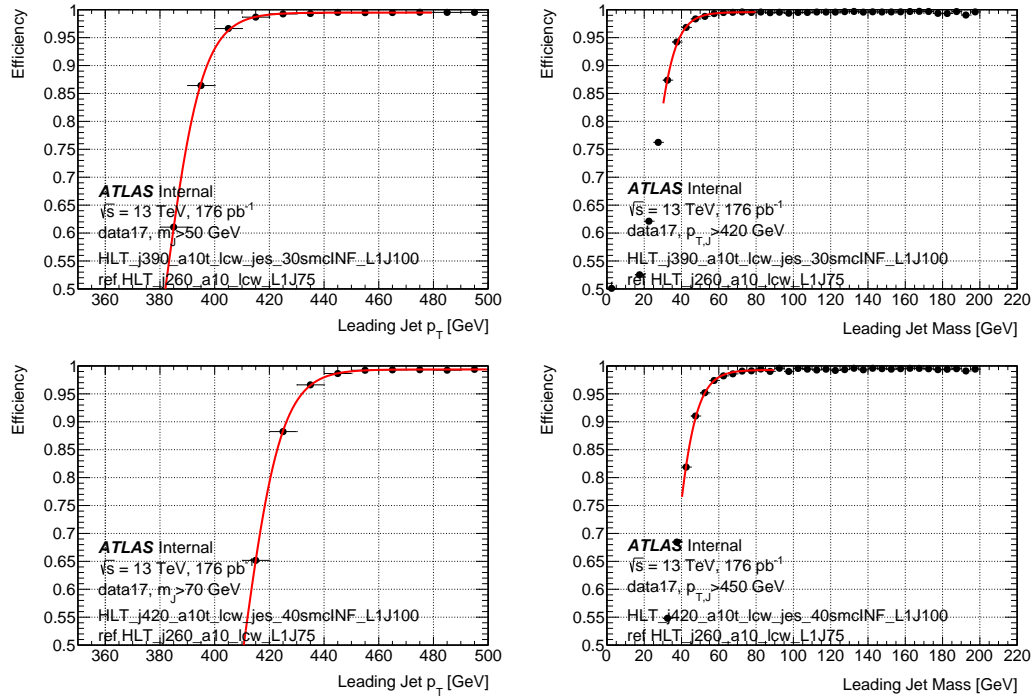 Efficiency
1
0.95
0.9
0.85
0.8
0.75
0.7
0.65
0.6
0.55
0.5
ATLAS Internal
√s = 13 TeV, 176 pb⁻¹
data17, m_J>50 GeV
HLT_j390_a10t_lcw_jes_30smcINF_L1J100
ref HLT_j260_a10_lcw_L1J75
360 380 400 420 440 460 480 500
Leading Jet p_T [GeV]
Efficiency
1
0.95
0.9
0.85
0.8
0.75
0.7
0.65
0.6
0.55
0.5
ATLAS Internal
√s = 13 TeV, 176 pb⁻¹
data17, p_T,J>420 GeV
HLT_j390_a10t_lcw_jes_30smcINF_L1J100
ref HLT_j260_a10_lcw_L1J75
0 20 40 60 80 100 120 140 160 180 200 220
Leading Jet Mass [GeV]
Efficiency
1
0.95
0.9
0.85
0.8
0.75
0.7
0.65
0.6
0.55
0.5
ATLAS Internal
√s = 13 TeV, 176 pb⁻¹
data17, m_J>70 GeV
HLT_j420_a10t_lcw_jes_40smcINF_L1J100
ref HLT_j260_a10_lcw_L1J75
360 380 400 420 440 460 480 500
Leading Jet p_T [GeV]
Efficiency
1
0.95
0.9
0.85
0.8
0.75
0.7
0.65
0.6
0.55
0.5
ATLAS Internal
√s = 13 TeV, 176 pb⁻¹
data17, p_T,J>450 GeV
HLT_j420_a10t_lcw_jes_40smcINF_L1J100
ref HLT_j260_a10_lcw_L1J75
0 20 40 60 80 100 120 140 160 180 200 220
Leading Jet Mass [GeV]